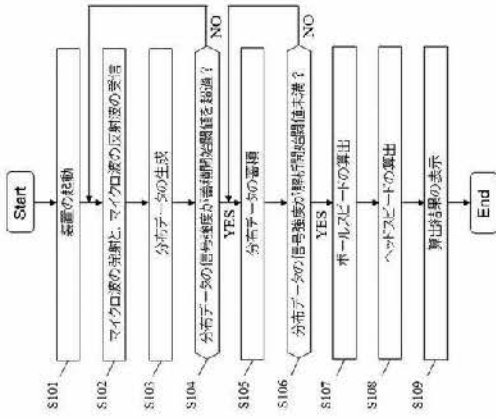 Start
S101
装置の起動
S102
マイクロ波の発射と、マイクロ波の反射波の受信
S103
分布データの生成
S104
分布データの信号強度が蓄積開始閾値を超過？
NO
YES
S105
分布データの蓄積
S106
分布データの信号強度が解析開始閾値未満？
NO
YES
S107
ボールスピードの算出
S108
ヘッドスピードの算出
S109
算出結果の表示
End